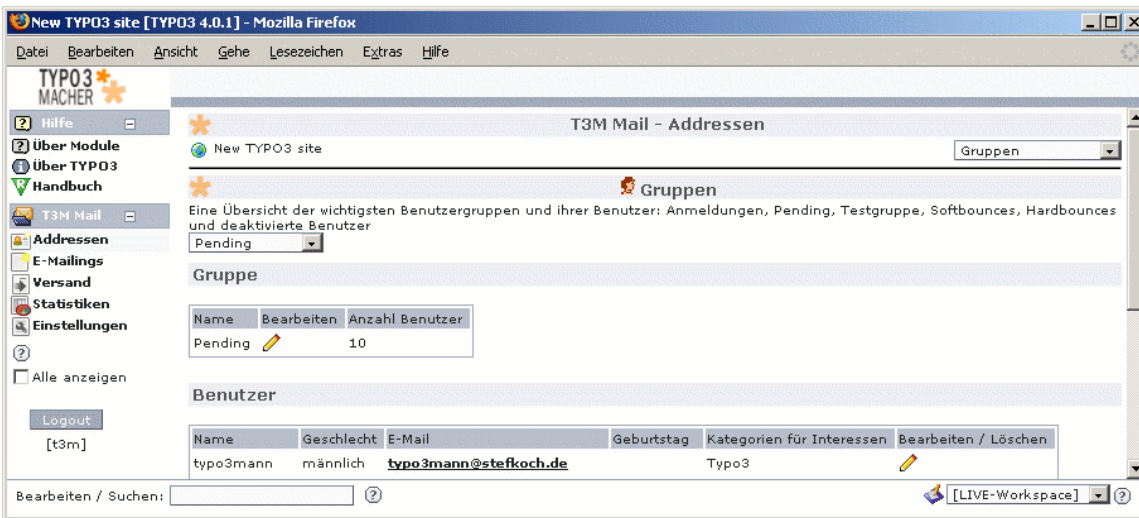 New TYPO3 site [TYPO3 4.0.1] - Mozilla Firefox
Datei Bearbeiten Ansicht Gehe Lesezeichen Extras Hilfe
TYPO3
MACHER
Hilfe
Über Module
Über TYPO3
Handbuch
T3M Mail
Addressen
E-Mailings
Versand
Statistiken
Einstellungen
Alle anzeigen
Logout
[t3m]
T3M Mail - Addressen
New TYPO3 site
Gruppen
Gruppen
Eine Übersicht der wichtigsten Benutzergruppen und ihrer Benutzer: Anmeldungen, Pending, Testgruppe, Softbounces, Hardbounces
und deaktivierte Benutzer
Pending
Gruppe
Name Bearbeiten Anzahl Benutzer
Pending 10
Benutzer
Name Geschlecht E-Mail Geburtstag Kategorien für Interessen Bearbeiten / Löschen
typo3mann männlich typo3mann@stefkoch.de Typo3
Bearbeiten / Suchen:
[LIVE-Workspace]